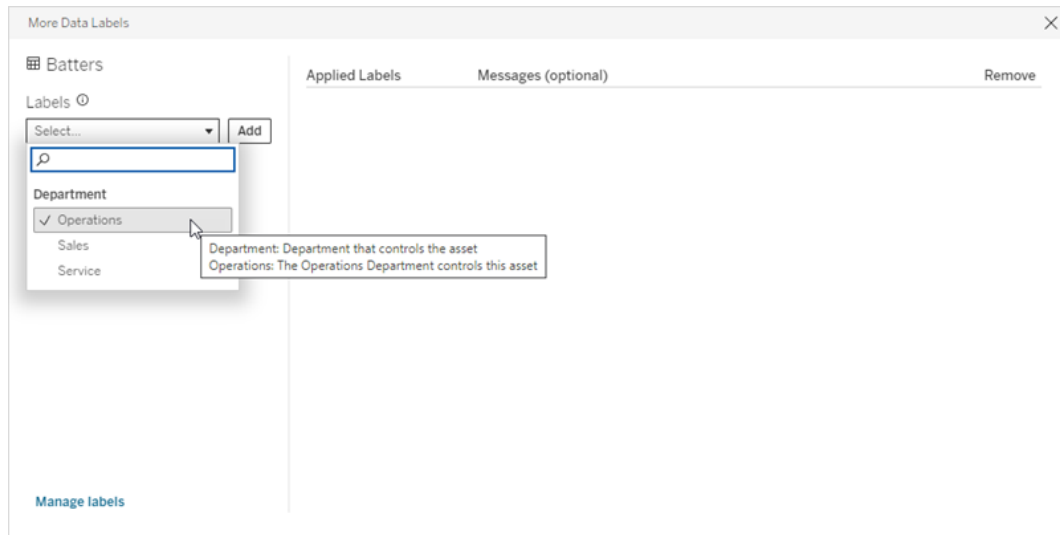 More Data Labels
Batters
Labels
Select...
Add
Department
Operations
Sales
Service
Department: Department that controls the asset
Operations: The Operations Department controls this asset
Manage labels
Applied Labels Messages (optional) Remove